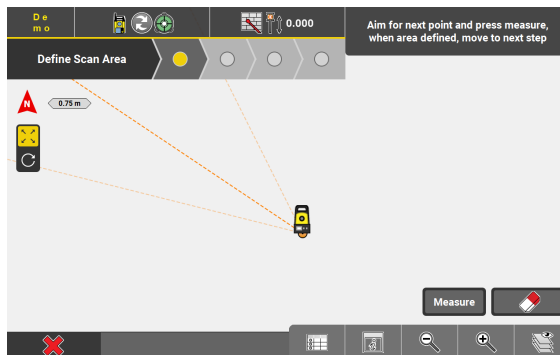 De
mo
0.000
Aim for next point and press measure,
when area defined, move to next step
Define Scan Area
N
0.75 m
Measure